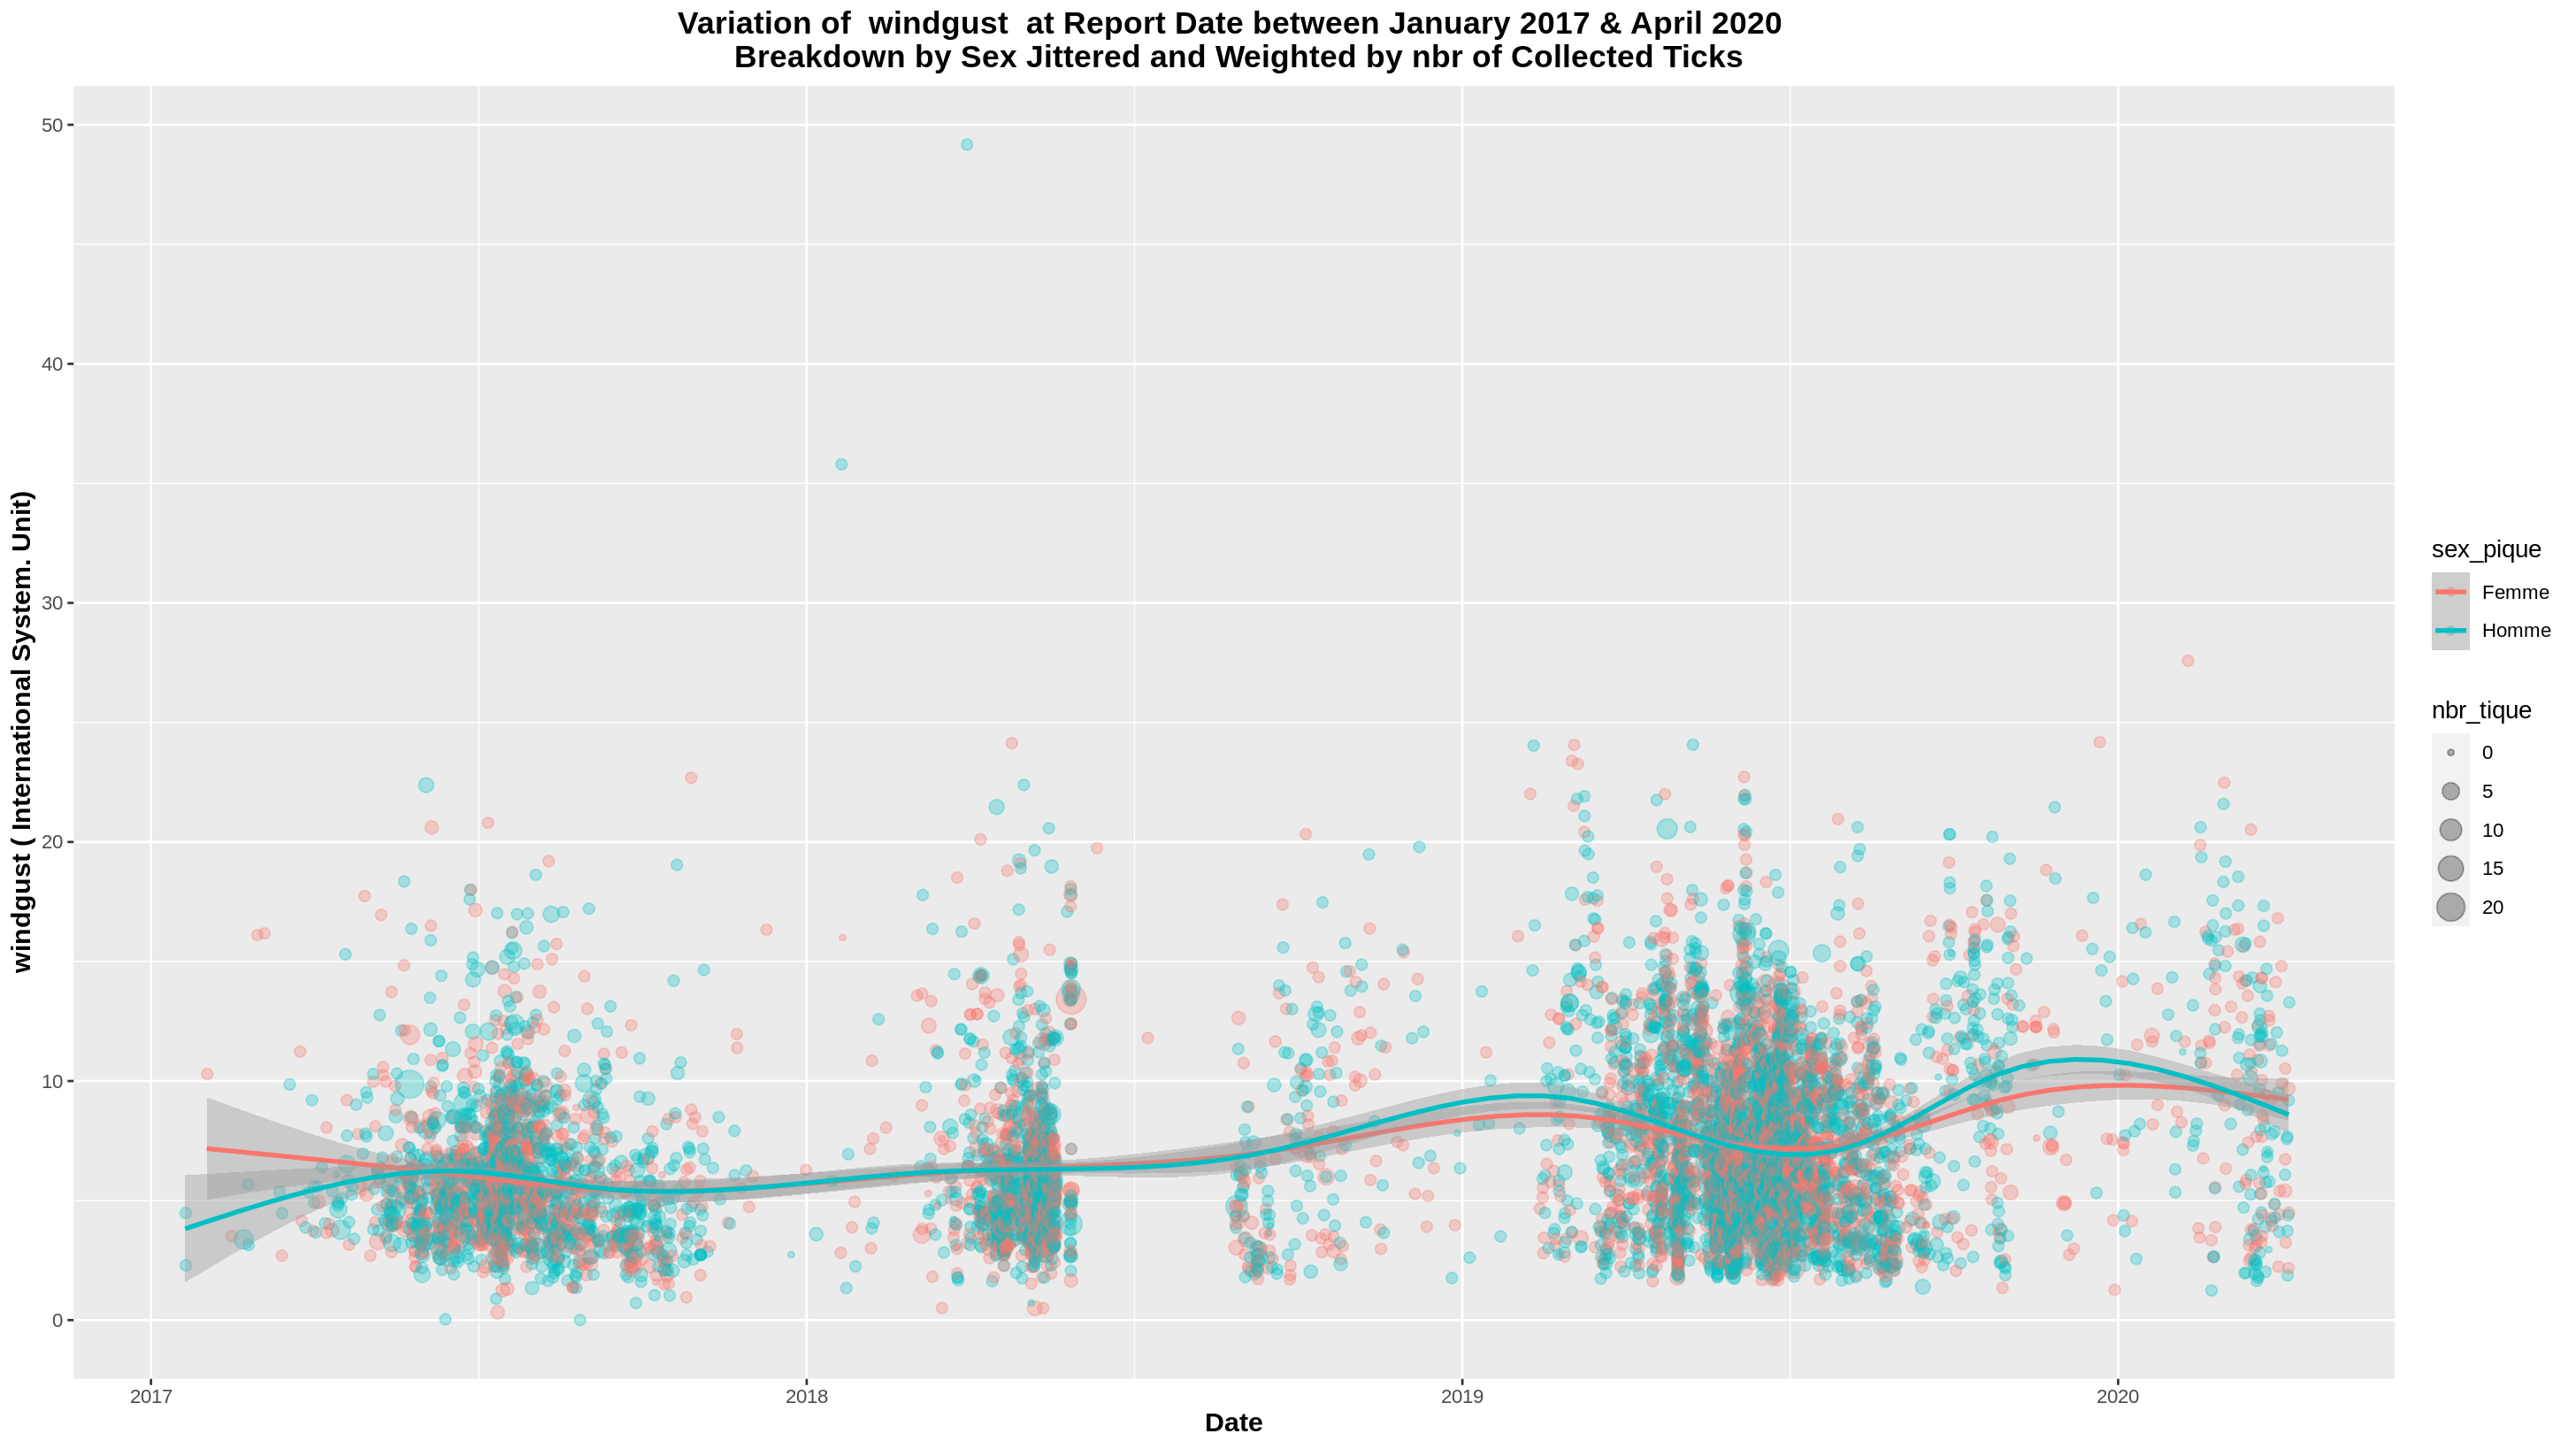 Variation of  windgust  at Report Date between January 2017 & April 2020
Breakdown by Sex Jittered and Weighted by nbr of Collected Ticks
windgust ( International System. Unit)
50
40
30
20
10
0
2017
2018
2019
2020
Date
sex_pique
Femme
Homme
nbr_tique
0
5
10
15
20